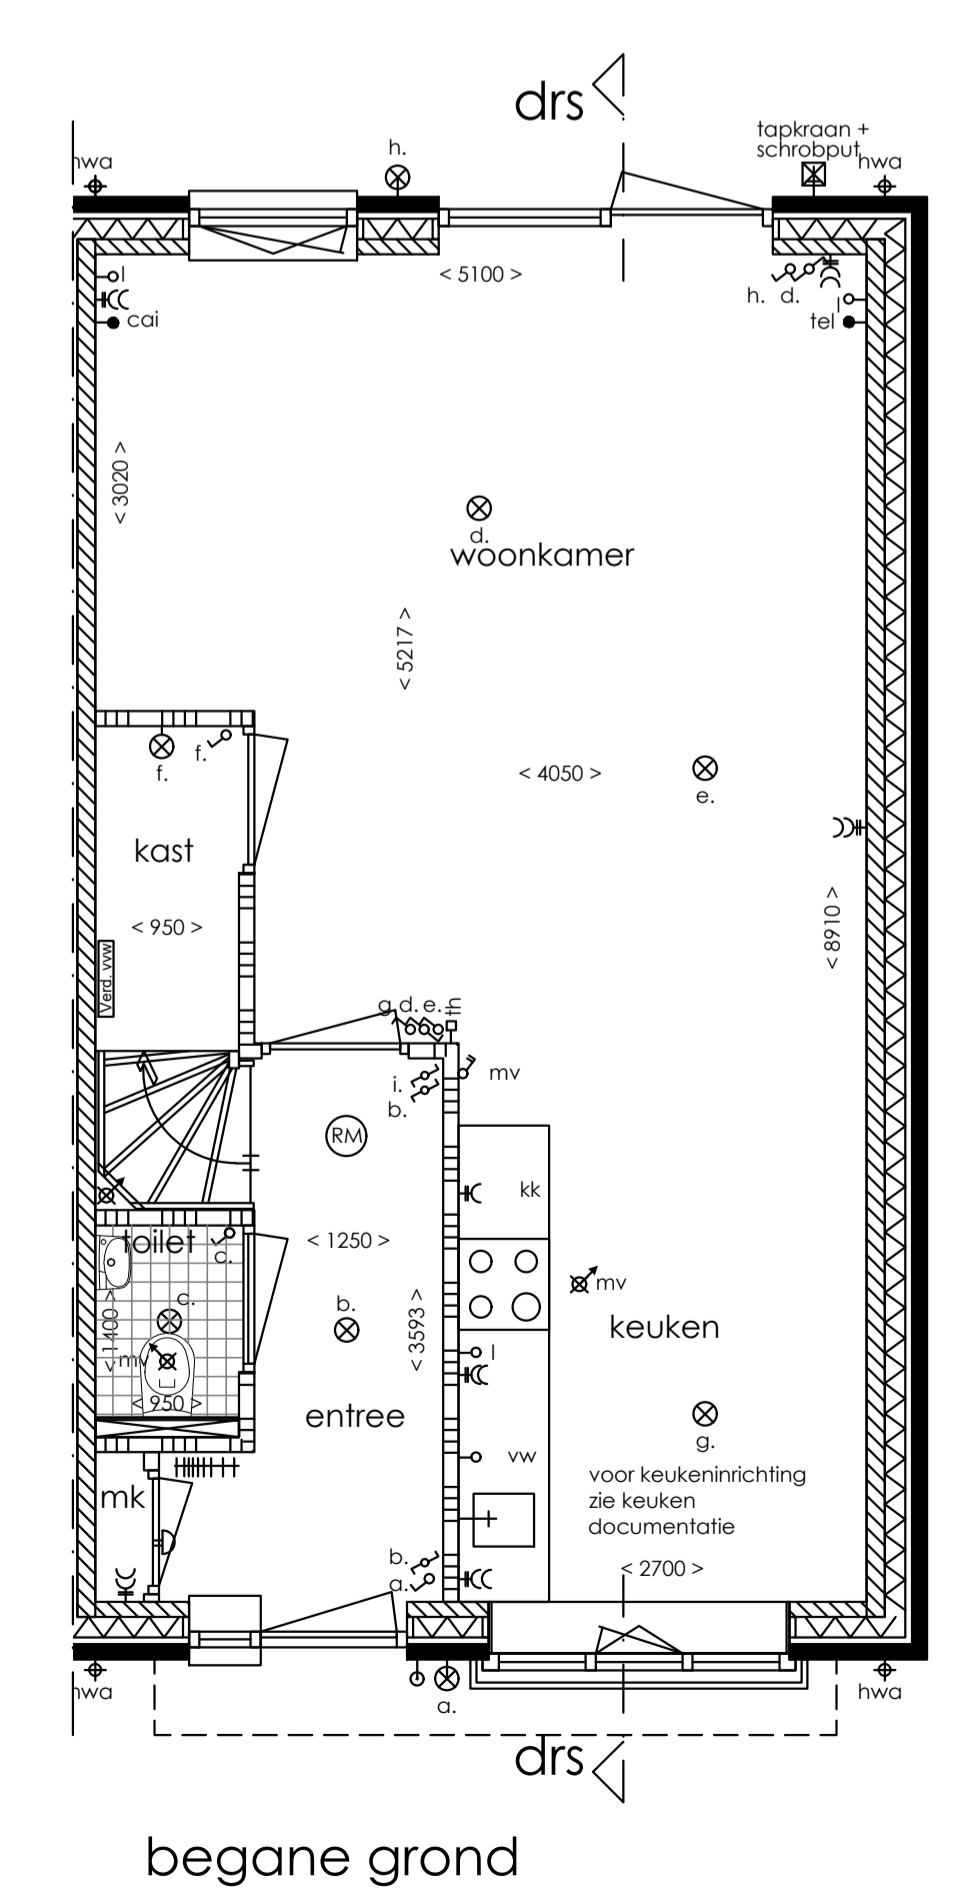 drs
tapkraan +
schrobput
hwa
h.
hwa
< 5100 >
h. d.
l
l
cai
tel
< 3020 >
d.
woonkamer
< 5217 >
f.
f.
< 4050 >
e.
kast
< 950 >
< 8910 >
Verd. vvw
g. d. e.
th
i.
mv
b.
RM
kk
toilet
c.
< 1250 >
mv
c.
b.
< 1400 >
< 3593 >
keuken
mv
l
< 950 >
entree
g.
vw
voor keukeninrichting
zie keuken
documentatie
mk
b.
< 2700 >
a.
hwa
a.
hwa
drs
begane grond